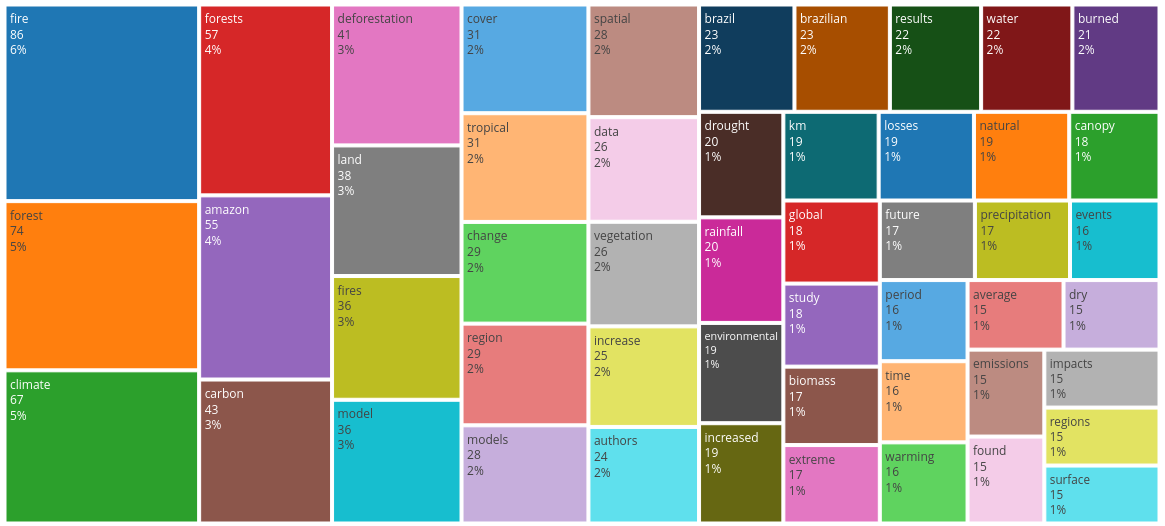 fire
86
6%
forest
74
5%
climate
67
5%
forests
57
4%
amazon
55
4%
carbon
43
3%
deforestation
41
3%
land
38
3%
fires
36
3%
model
36
3%
cover
31
2%
tropical
31
2%
change
29
2%
region
29
2%
models
28
2%
spatial
28
2%
data
26
2%
vegetation
26
2%
increase
25
2%
authors
24
2%
brazil
23
2%
brazilian
23
2%
results
22
2%
water
22
2%
burned
21
2%
drought
20
1%
rainfall
20
1%
environmental
19
1%
increased
19
1%
km
19
1%
losses
19
1%
natural
19
1%
canopy
18
1%
global
18
1%
study
18
1%
biomass
17
1%
extreme
17
1%
future
17
1%
precipitation
17
1%
events
16
1%
period
16
1%
time
16
1%
warming
16
1%
average
15
1%
dry
15
1%
emissions
15
1%
found
15
1%
impacts
15
1%
regions
15
1%
surface
15
1%